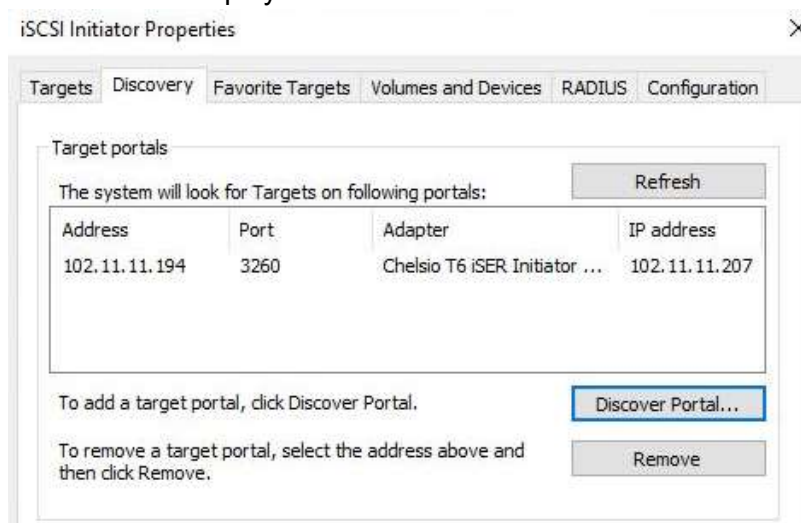 iSCSI Initiator Properties
Targets Discovery Favorite Targets Volumes and Devices RADIUS Configuration
Target portals
The system will look for Targets on following portals:
Refresh
Address Port Adapter IP address
102.11.11.194 3260 Chelsio T6 iSER Initiator ... 102.11.11.207
To add a target portal, click Discover Portal.
Discover Portal...
To remove a target portal, select the address above and
then click Remove.
Remove